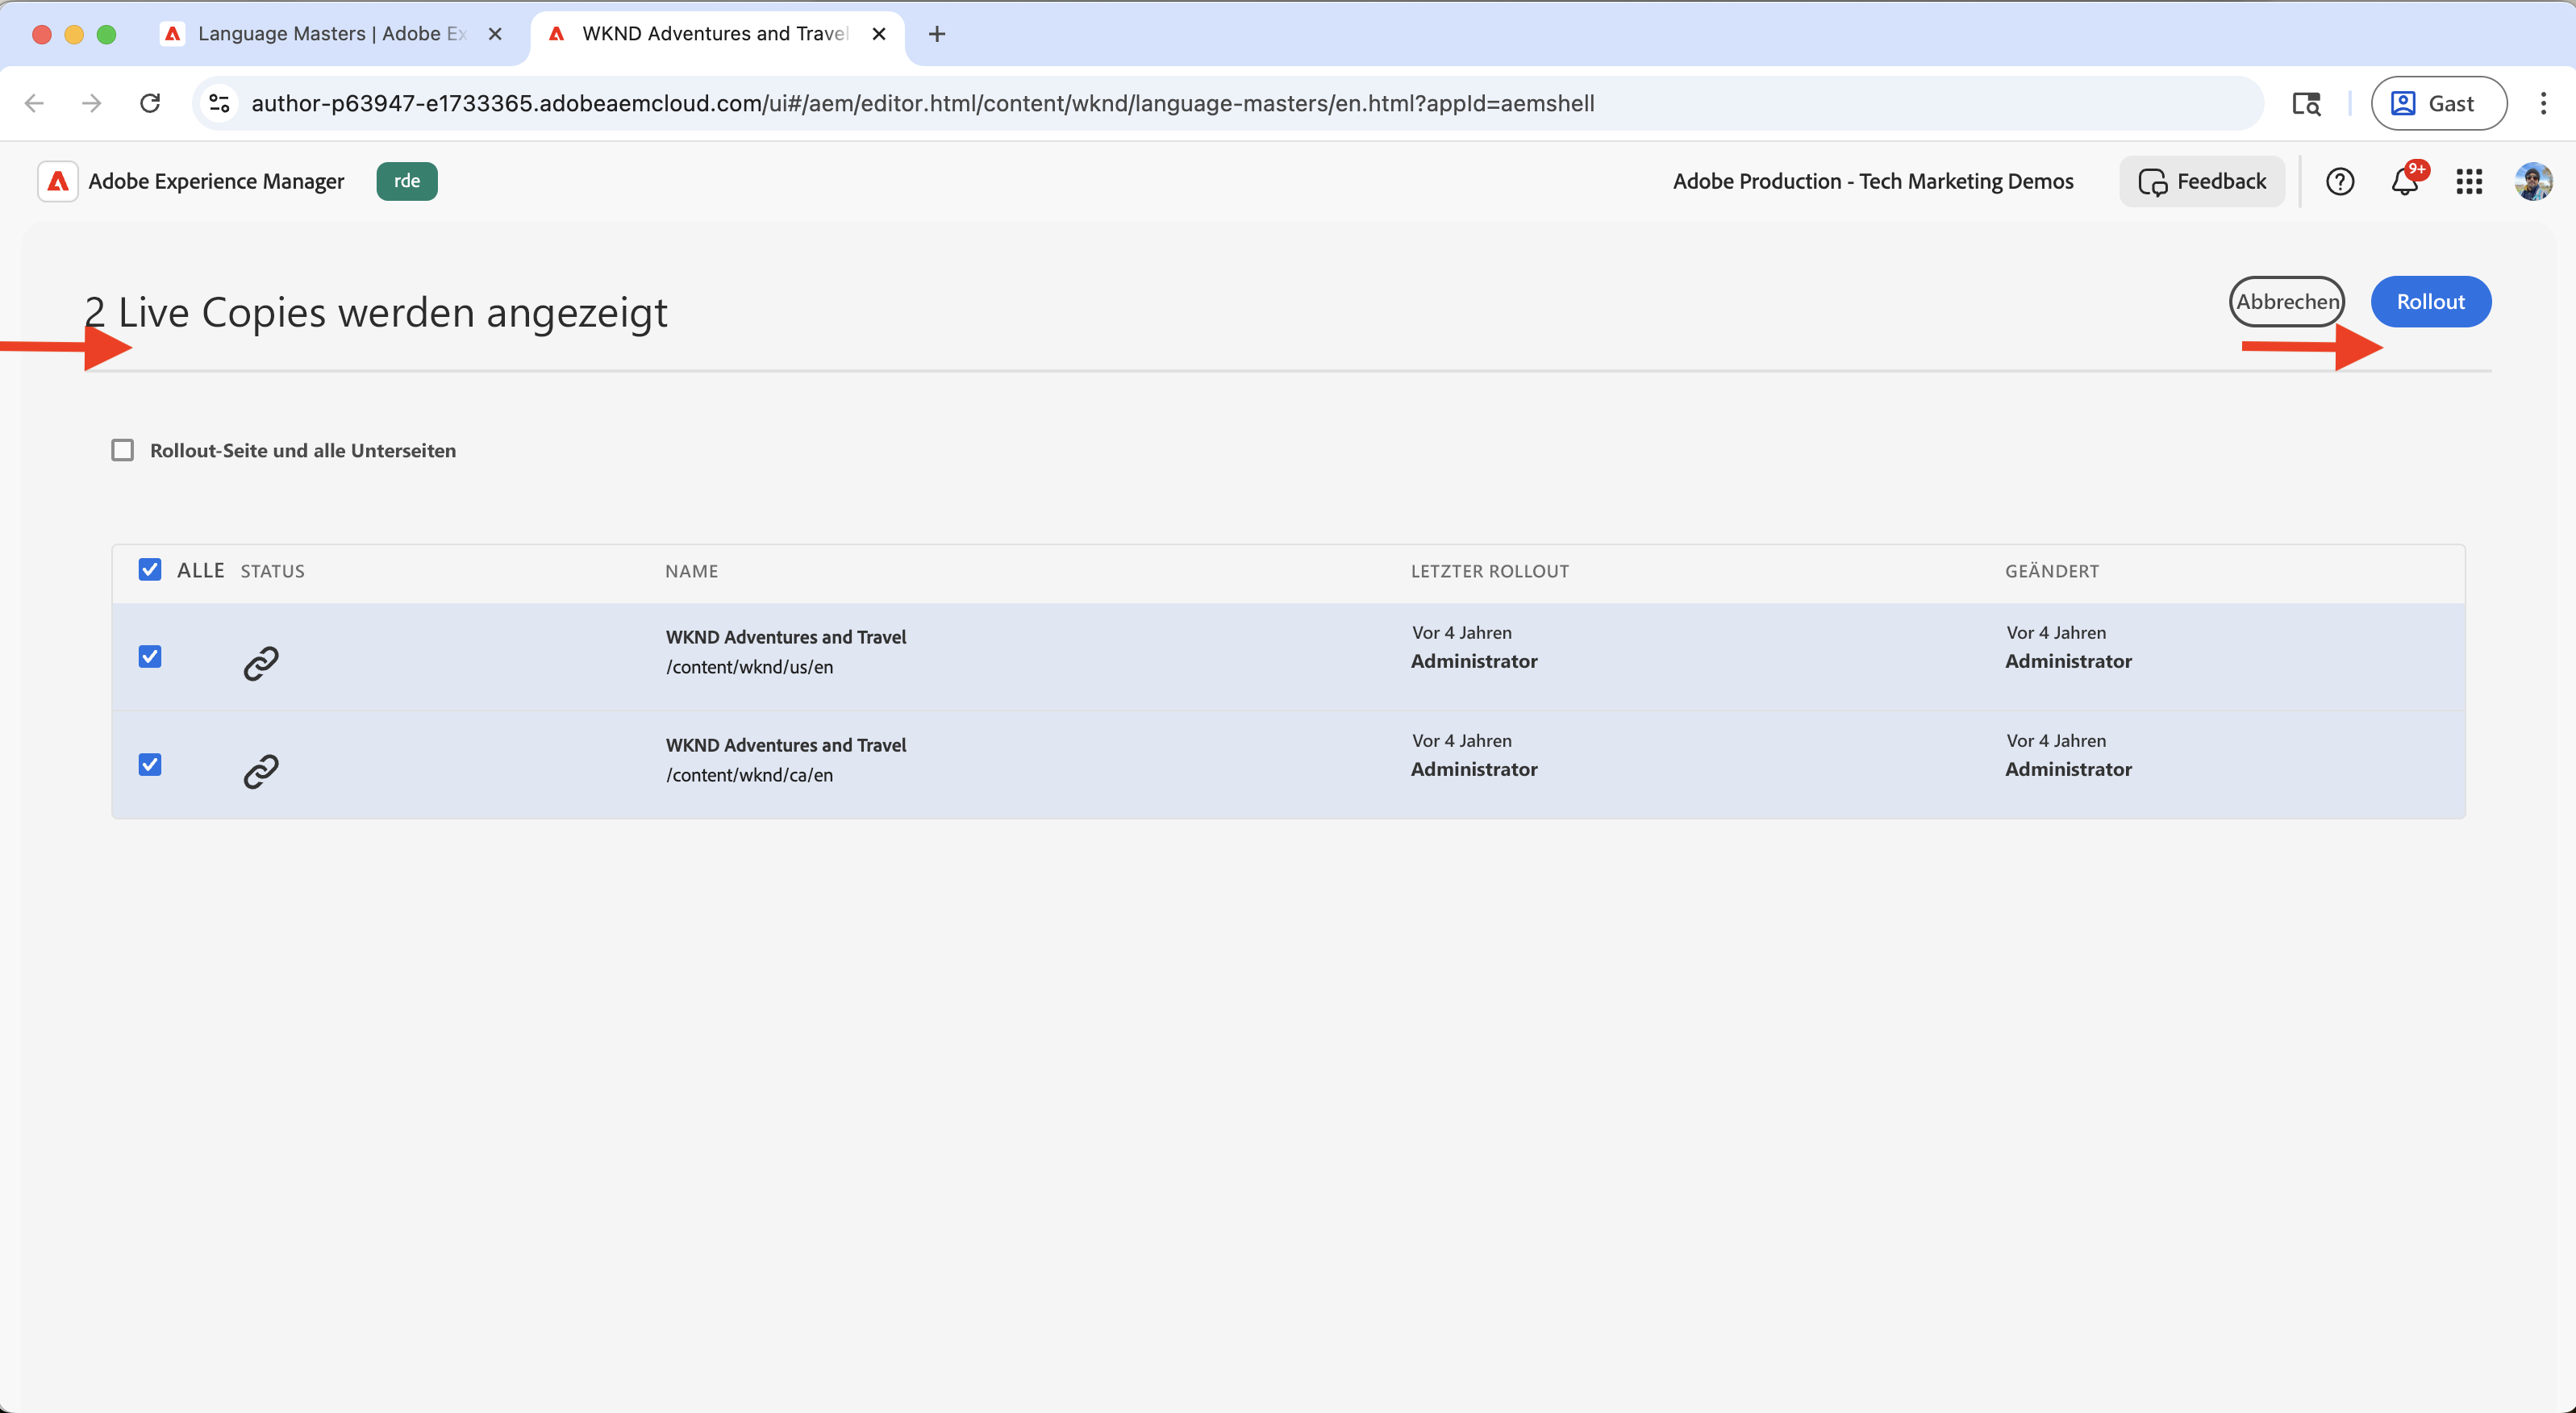 Language Masters | Adobe Ex
WKND Adventures and Travel
author-p63947-e1733365.adobeaemcloud.com/ui#/aem/editor.html/content/wknd/language-masters/en.html?appId=aemshell
Gast
Adobe Experience Manager
rde
Adobe Production - Tech Marketing Demos
Feedback
9+
2 Live Copies werden angezeigt
Abbrechen
Rollout
Rollout-Seite und alle Unterseiten
ALLE STATUS NAME LETZTER ROLLOUT GEÄNDERT
WKND Adventures and Travel
/content/wknd/us/en
Vor 4 Jahren
Administrator
Vor 4 Jahren
Administrator
WKND Adventures and Travel
/content/wknd/ca/en
Vor 4 Jahren
Administrator
Vor 4 Jahren
Administrator